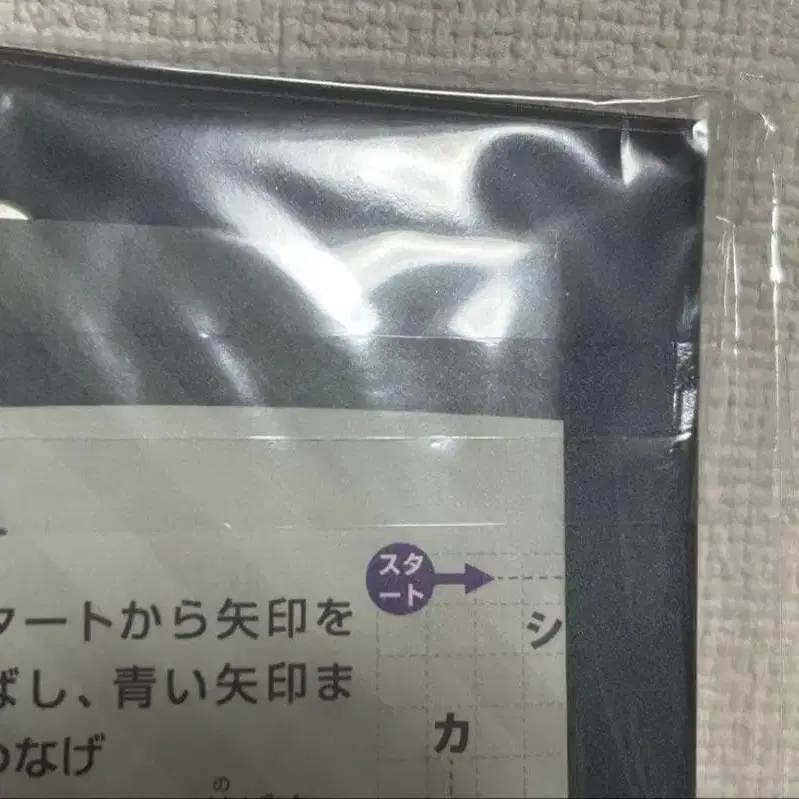 スタ
ート
タートから矢印を
ばし、青い矢印ま
つなげ
シ
カ
の